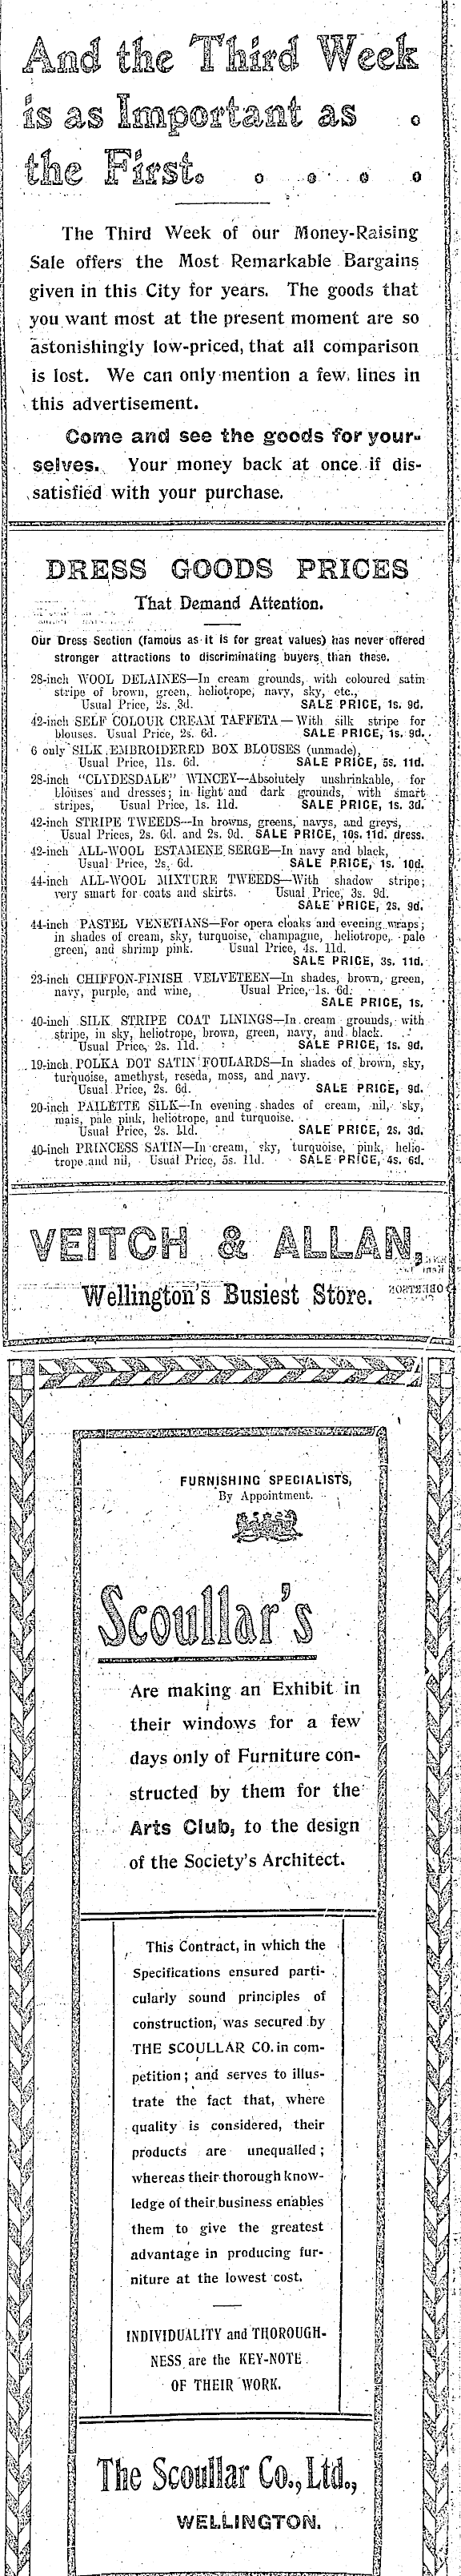 And the Third Week
is as Important as
the First.
The Third Week of our Money-Raising
Sale offers the Most Remarkable Bargains
given in this City for years. The goods that
you want most at the present moment are so
astonishingly low-priced, that all comparison
is lost. We can only mention a few lines in
this advertisement.
Come and see the goods for your-
selves. Your money back at once if dis-
satisfied with your purchase.
DRESS GOODS PRICES
That Demand Attention.
Our Dress Section (famous as it is for great values) has never offered
stronger attractions to discriminating buyers than these.
28-inch WOOL DELAINES—In cream grounds, with coloured satin
stripe of brown, green, heliotrope, navy, sky, etc.,
Usual Price, 2s. 3d. SALE PRICE, 1s. 9d.
42-inch SELF COLOUR CREAM TAFFETA—With silk stripe for
blouses. Usual Price, 2s. 6d. SALE PRICE, 1s. 9d.
6 only SILK EMBROIDERED BOX BLOUSES (unmade),
Usual Price, 11s. 6d. SALE PRICE, 5s. 11d.
28-inch "CLYDESDALE" WINCEY—Absolutely unshrinkable, for
blouses and dresses; in light and dark grounds, with smart
stripes, Usual Price, 1s. 11d. SALE PRICE, 1s. 3d.
42-inch STRIPE TWEEDS—In browns, greens, navys, and greys,
Usual Prices, 2s. 6d. and 2s. 9d. SALE PRICE, 10s. 11d. dress.
42-inch ALL-WOOL ESTAMENE SERGE—In navy and black,
Usual Price, 2s. 6d. SALE PRICE, 1s. 10d.
44-inch ALL-WOOL MIXTURE TWEEDS—With shadow stripe;
very smart for coats and skirts. Usual Price, 3s. 9d.
SALE PRICE, 2s. 9d.
44-inch PASTEL VENETIANS—For opera cloaks and evening wraps;
in shades of cream, sky, turquoise, champagne, heliotrope, pale
green, and shrimp pink. Usual Price, 4s. 11d.
SALE PRICE, 3s. 11d.
23-inch CHIFFON-FINISH VELVETEEN—In shades, brown, green,
navy, purple, and wine, Usual Price, 1s. 6d.
SALE PRICE, 1s.
40-inch SILK STRIPE COAT LININGS—In cream grounds, with
stripe, in sky, heliotrope, brown, green, navy, and black.
Usual Price, 2s. 11d. SALE PRICE, 1s. 9d.
19-inch POLKA DOT SATIN FOULARDS—In shades of brown, sky,
turquoise, amethyst, reseda, moss, and navy.
Usual Price, 2s. 6d. SALE PRICE, 9d.
20-inch PAILETTE SILK—In evening shades of cream, nil, sky,
mais, pale pink, heliotrope, and turquoise.
Usual Price, 2s. 11d. SALE PRICE, 2s. 3d.
40-inch PRINCESS SATIN—In cream, sky, turquoise, pink, helio-
trope and nil, Usual Price, 5s. 11d. SALE PRICE, 4s. 6d.
VEITCH & ALLAN,
Wellington's Busiest Store.
FURNISHING SPECIALISTS,
By Appointment.
Scoullar's
Are making an Exhibit in
their windows for a few
days only of Furniture con-
structed by them for the
Arts Club, to the design
of the Society's Architect.
This Contract, in which the
Specifications ensured parti-
cularly sound principles of
construction, was secured by
THE SCOULLAR CO. in com-
petition; and serves to illus-
trate the fact that, where
quality is considered, their
products are unequalled;
whereas their thorough know-
ledge of their business enables
them to give the greatest
advantage in producing fur-
niture at the lowest cost.
INDIVIDUALITY and THOROUGH-
NESS are the KEY-NOTE
OF THEIR WORK.
The Scoullar Co., Ltd.,
WELLINGTON.